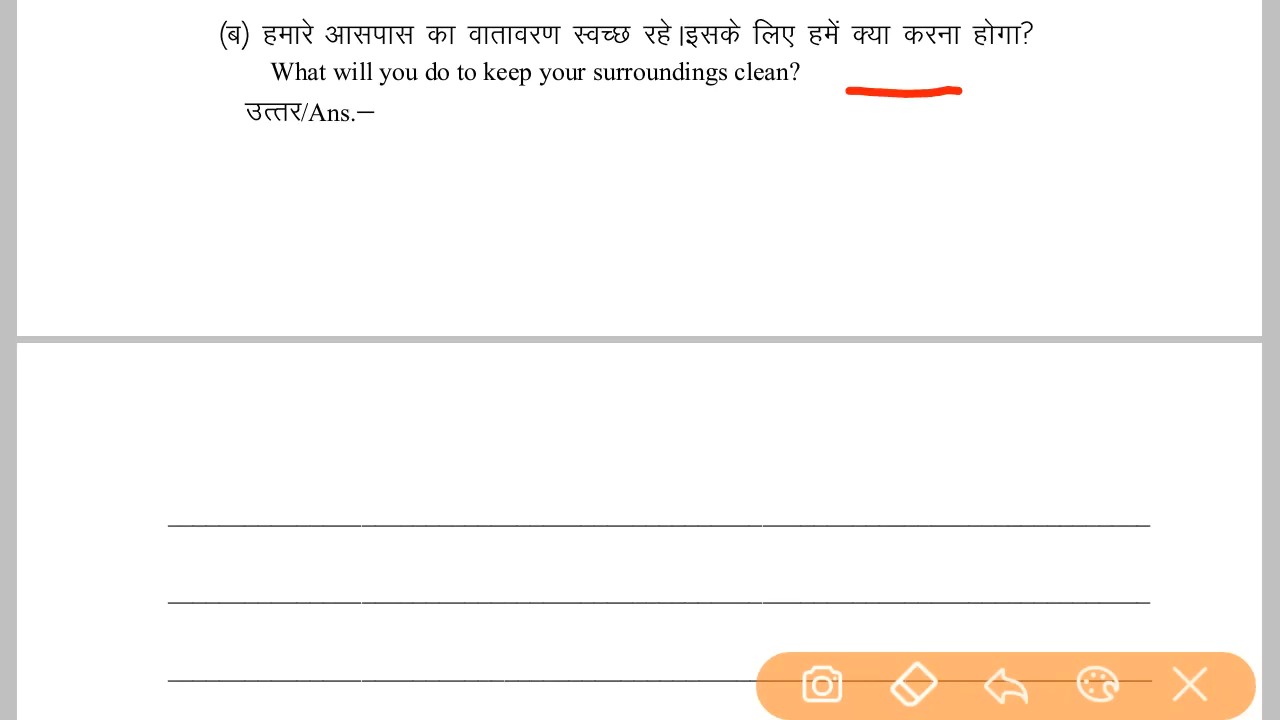 (ब) हमारे आसपास का वातावरण स्वच्छ रहे।इसके लिए हमें क्या करना होगा?
What will you do to keep your surroundings clean?
उत्तर/Ans.–